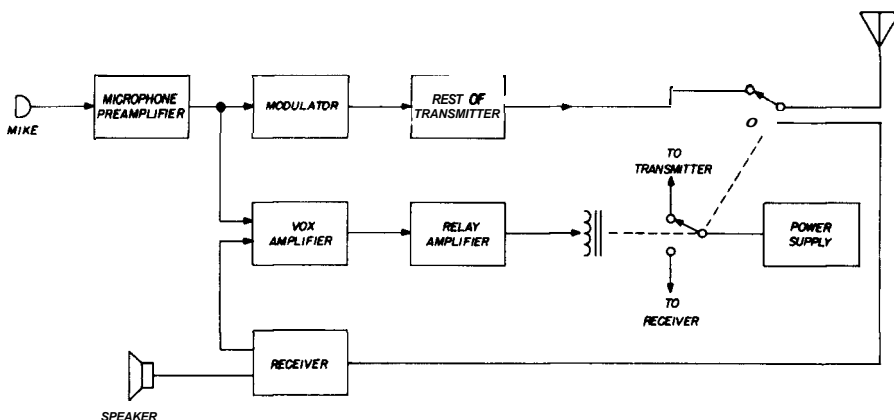 MIKE
MICROPHONE
PREAMPLIFIER
MODULATOR
REST OF
TRANSMITTER
TO
TRANSMITTER
VOX
AMPLIFIER
RELAY
AMPLIFIER
POWER
SUPPLY
TO
RECEIVER
RECEIVER
SPEAKER